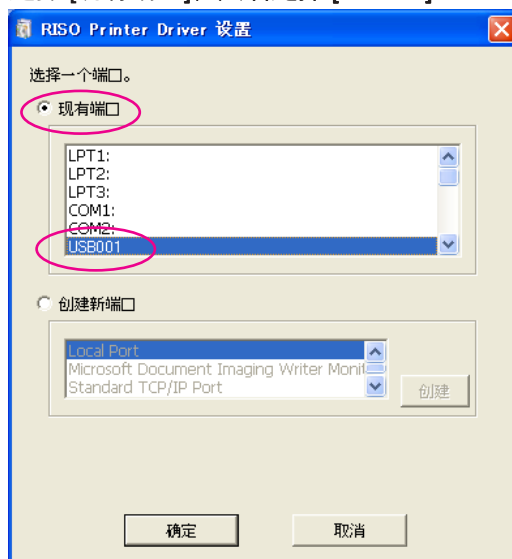 RISO Printer Driver 设置
选择一个端口。
现有端口
LPT1:
LPT2:
LPT3:
COM1:
COM2:
USB001
创建新端口
Local Port
Microsoft Document Imaging Writer Monit
Standard TCP/IP Port
创建
确定
取消